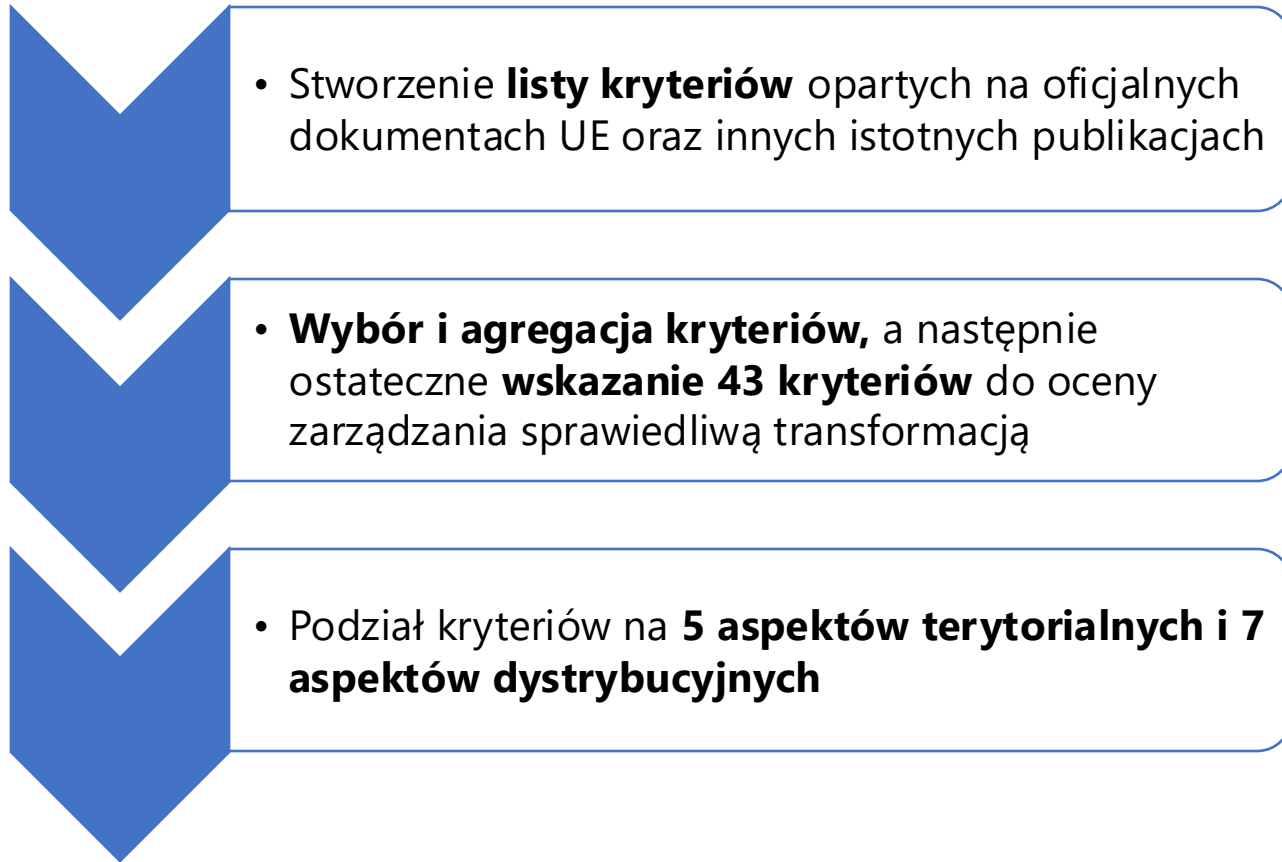 • Stworzenie listy kryteriów opartych na oficjalnych
dokumentach UE oraz innych istotnych publikacjach
• Wybór i agregacja kryteriów, a następnie
ostateczne wskazanie 43 kryteriów do oceny
zarządzania sprawiedliwą transformacją
• Podział kryteriów na 5 aspektów terytorialnych i 7
aspektów dystrybucyjnych